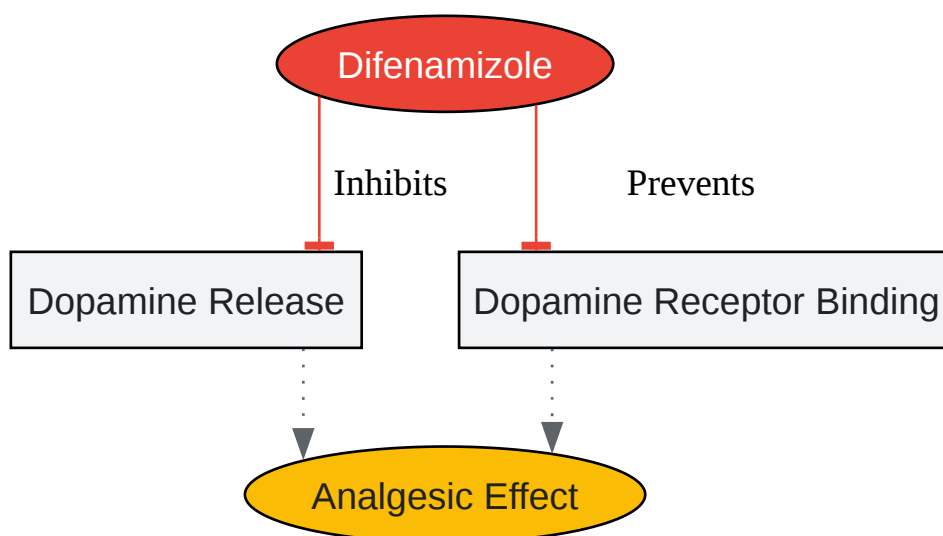 Difenamizole
Inhibits
Prevents
Dopamine Release
Dopamine Receptor Binding
Analgesic Effect